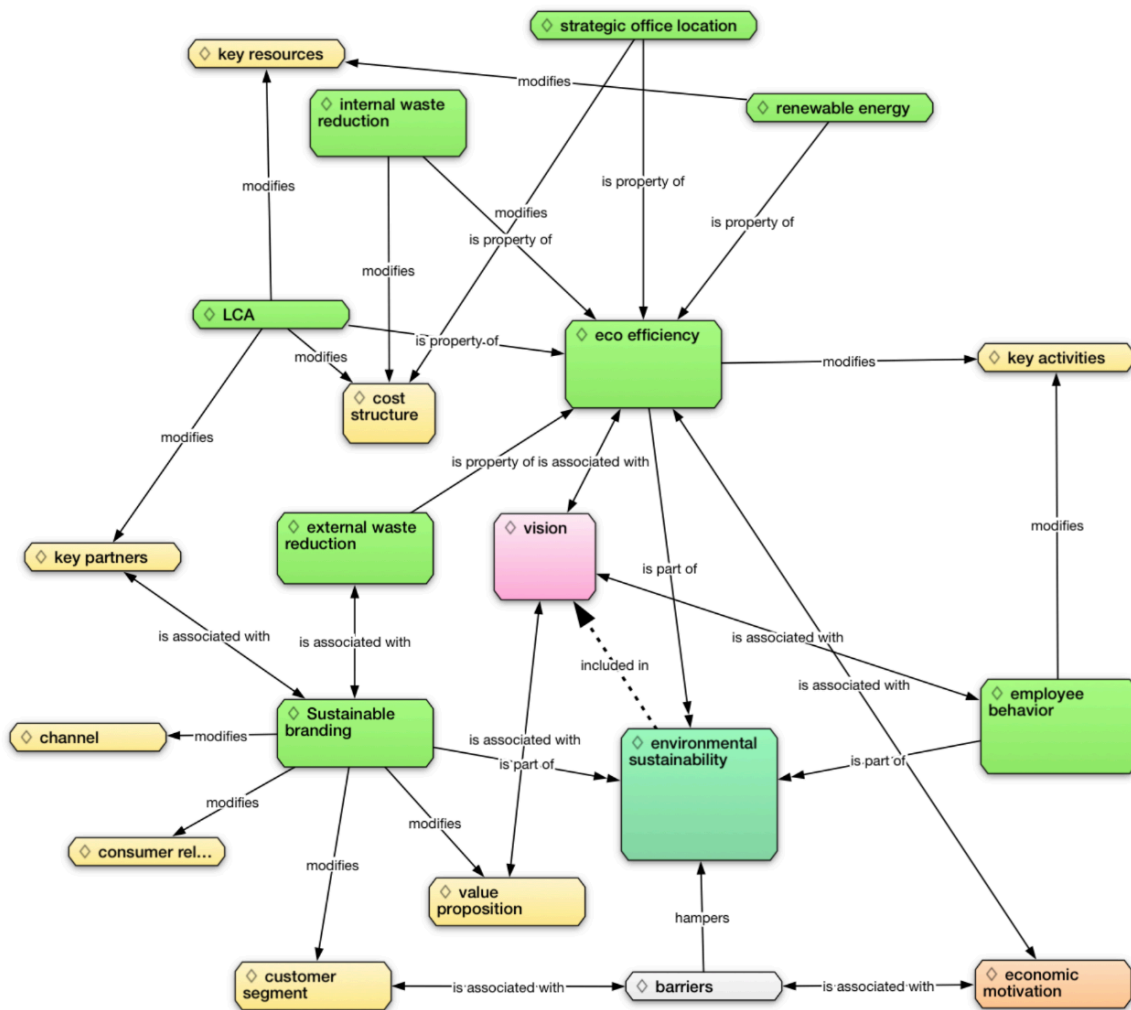 strategic office location
key resources
modifies
renewable energy
internal waste
reduction
modifies
is property of
modifies
is property of
is property of
modifies
LCA
modifies
is property of
eco efficiency
modifies
key activities
cost
structure
modifies
is property of
is associated with
external waste
reduction
vision
modifies
key partners
is part of
is associated with
is associated with
is associated with
included in
is associated with
employee
behavior
Sustainable
branding
channel
modifies
is associated with
environmental
sustainability
is part of
is part of
modifies
modifies
consumer rel...
modifies
value
proposition
hampers
customer
segment
is associated with
barriers
is associated with
economic
motivation